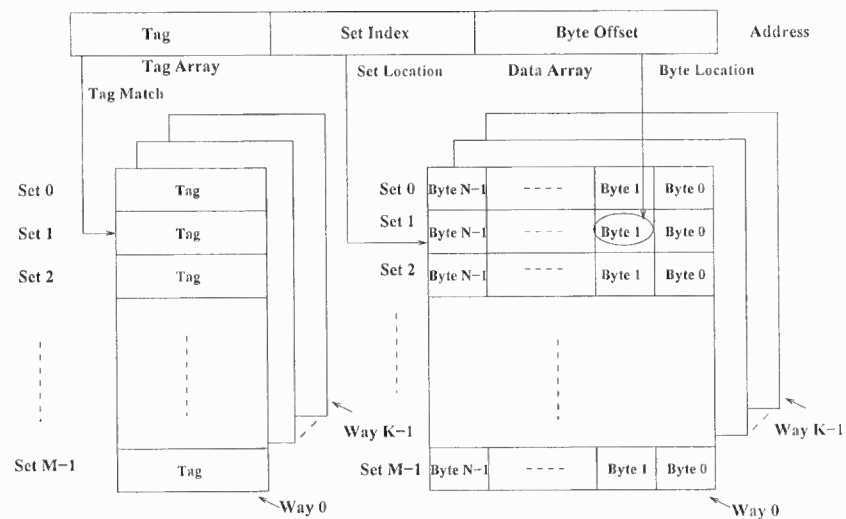 Tag Set Index Byte Offset Address
Tag Array Set Location Data Array Byte Location
Tag Match
Set 0 Tag Set 0 Byte N−1 - - - - Byte 1 Byte 0
Set 1 Tag Set 1 Byte N−1 - - - - Byte 1 Byte 0
Set 2 Tag Set 2 Byte N−1 - - - - Byte 1 Byte 0
Way K−1 Way K−1
Set M−1 Tag Set M−1 Byte N−1 - - - - Byte 1 Byte 0
Way 0 Way 0